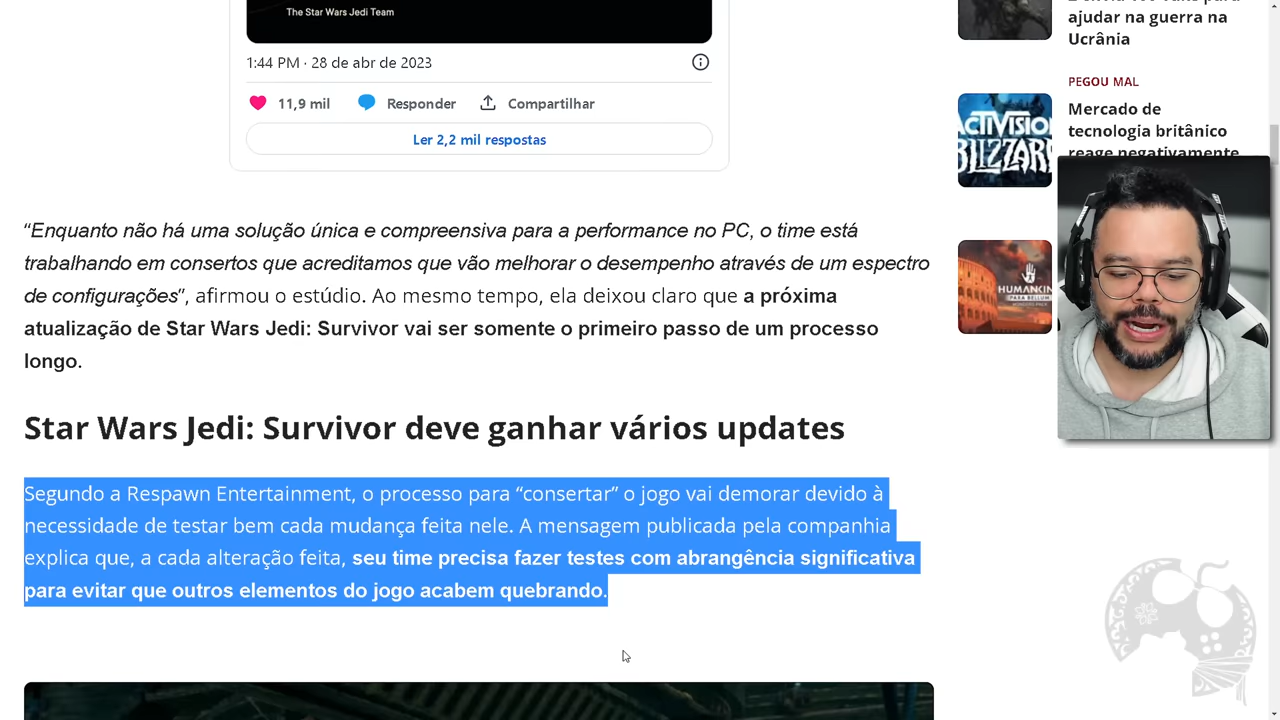 The Star Wars Jedi Team
1:44 PM · 28 de abr de 2023
11,9 mil
Responder
Compartilhar
Ler 2,2 mil respostas
“Enquanto não há uma solução única e compreensiva para a performance no PC, o time está
trabalhando em consertos que acreditamos que vão melhorar o desempenho através de um espectro
de configurações”, afirmou o estúdio. Ao mesmo tempo, ela deixou claro que a próxima
atualização de Star Wars Jedi: Survivor vai ser somente o primeiro passo de um processo
longo.
Star Wars Jedi: Survivor deve ganhar vários updates
Segundo a Respawn Entertainment, o processo para “consertar” o jogo vai demorar devido à
necessidade de testar bem cada mudança feita nele. A mensagem publicada pela companhia
explica que, a cada alteração feita, seu time precisa fazer testes com abrangência significativa
para evitar que outros elementos do jogo acabem quebrando.
ajudar na guerra na
Ucrânia
PEGOU MAL
Mercado de
tecnologia britânico
reage negativamente
ACTIVISION
BLIZZARD
HUMANKIN
PARA BELLUM